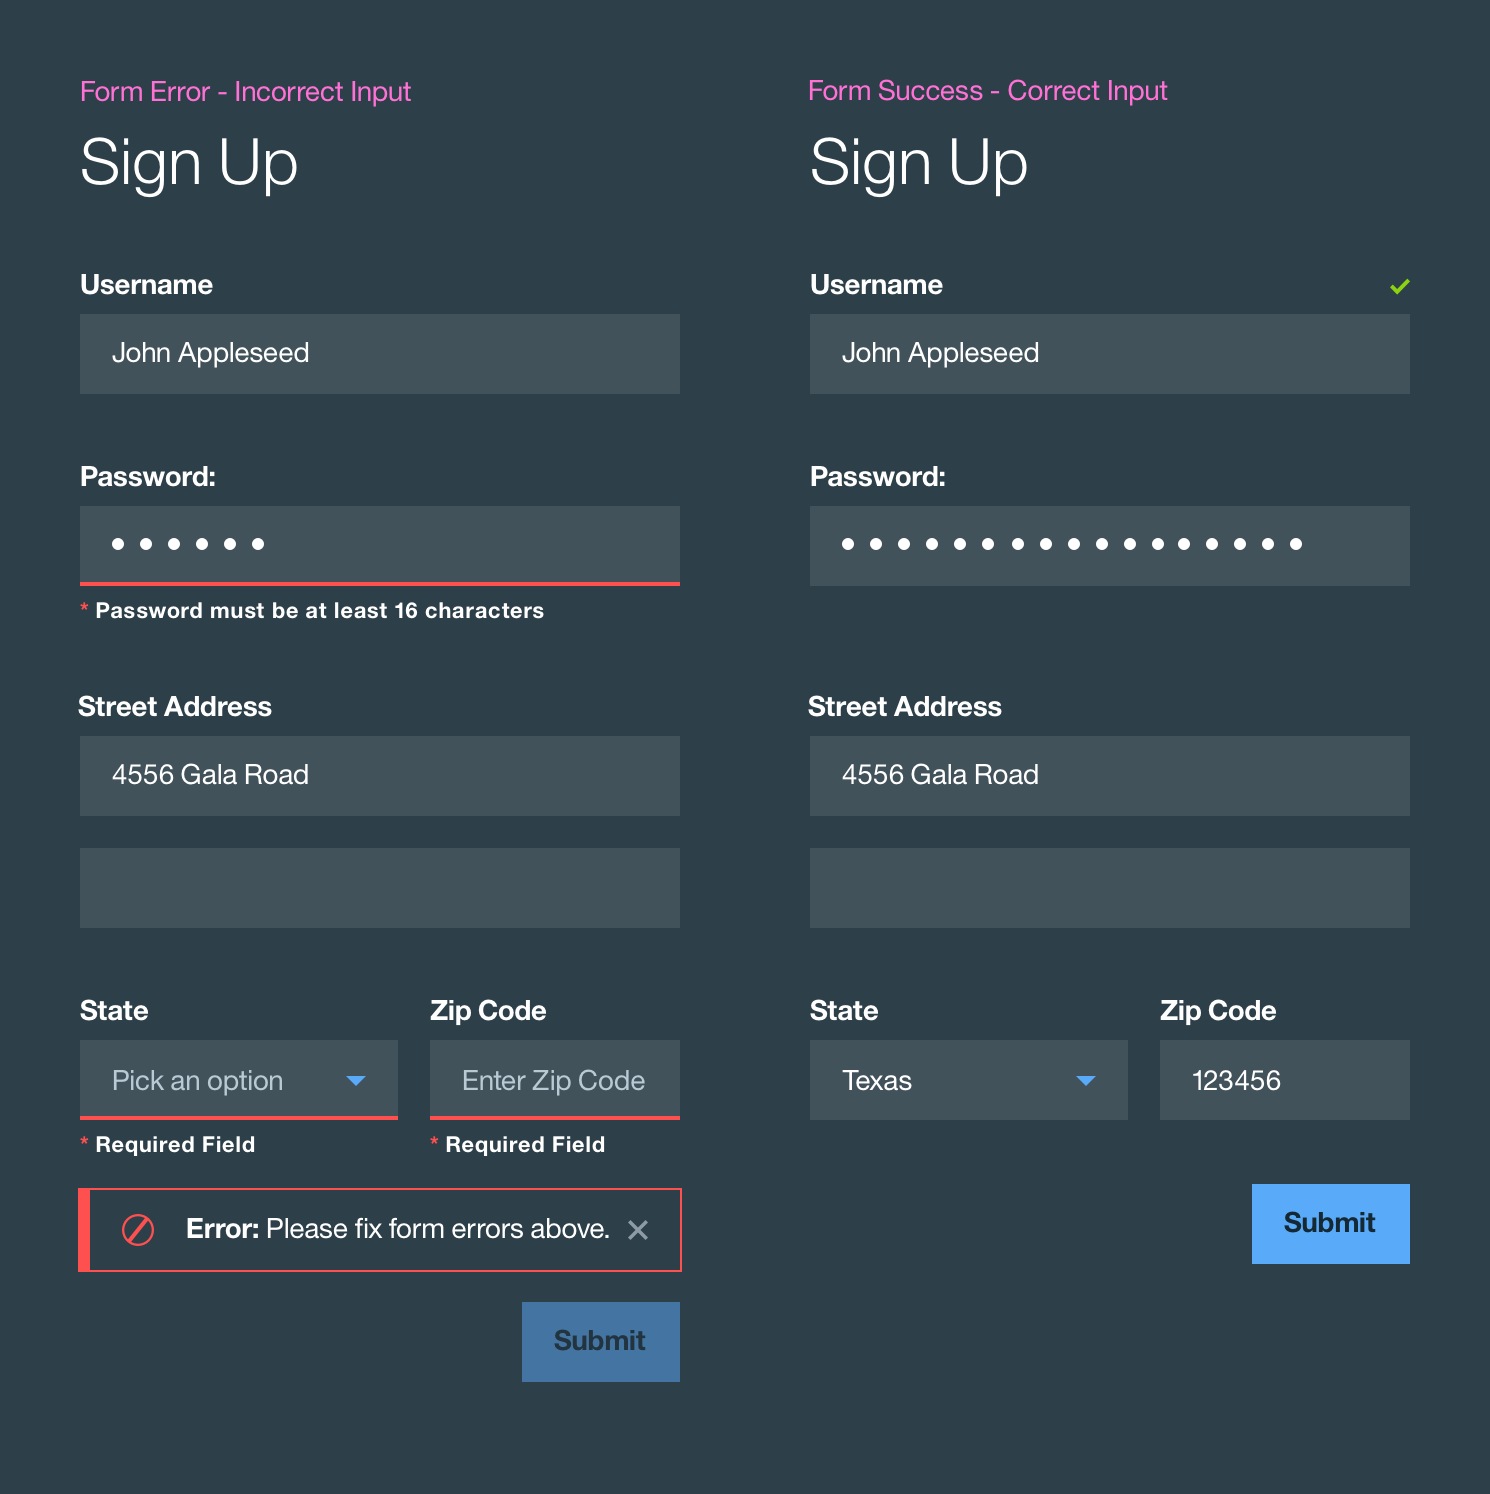 Form Error - Incorrect Input
Sign Up
Username
John Appleseed
Password:
* Password must be at least 16 characters
Street Address
4556 Gala Road
State
Zip Code
Pick an option
Enter Zip Code
* Required Field
* Required Field
Error: Please fix form errors above.
Submit
Form Success - Correct Input
Sign Up
Username
John Appleseed
Password:
Street Address
4556 Gala Road
State
Zip Code
Texas
123456
Submit